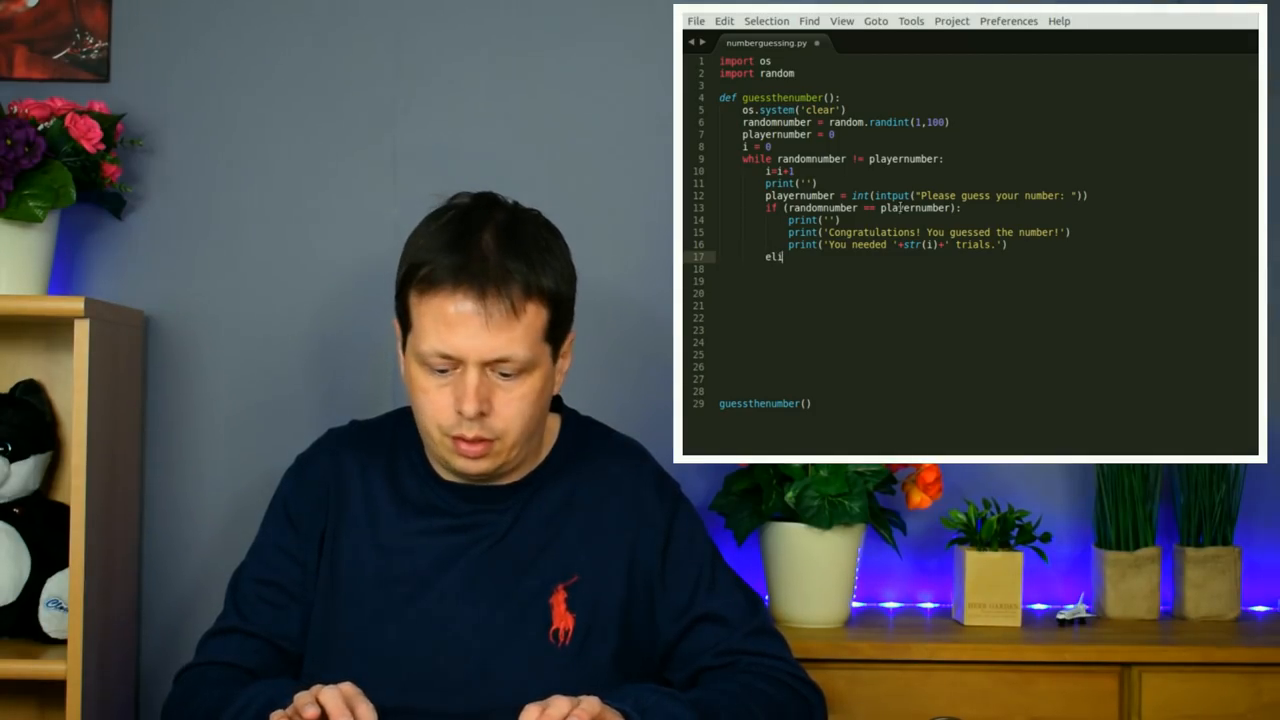 File Edit Selection Find View Goto Tools Project Preferences Help
numberguessing.py
1 import os
2 import random
3
4 def guessthenumber():
5 os.system('clear')
6 randomnumber = random.randint(1,100)
7 playernumber = 0
8 i = 0
9 while randomnumber != playernumber:
10 i=i+1
11 print('')
12 playernumber = int(intput("Please guess your number: "))
13 if (randomnumber == playernumber):
14 print('')
15 print('Congratulations! You guessed the number!')
16 print('You needed '+str(i)+' trials.')
17 eli
18
19
20
21
22
23
24
25
26
27
28
29 guessthenumber()
HERB GARDEN